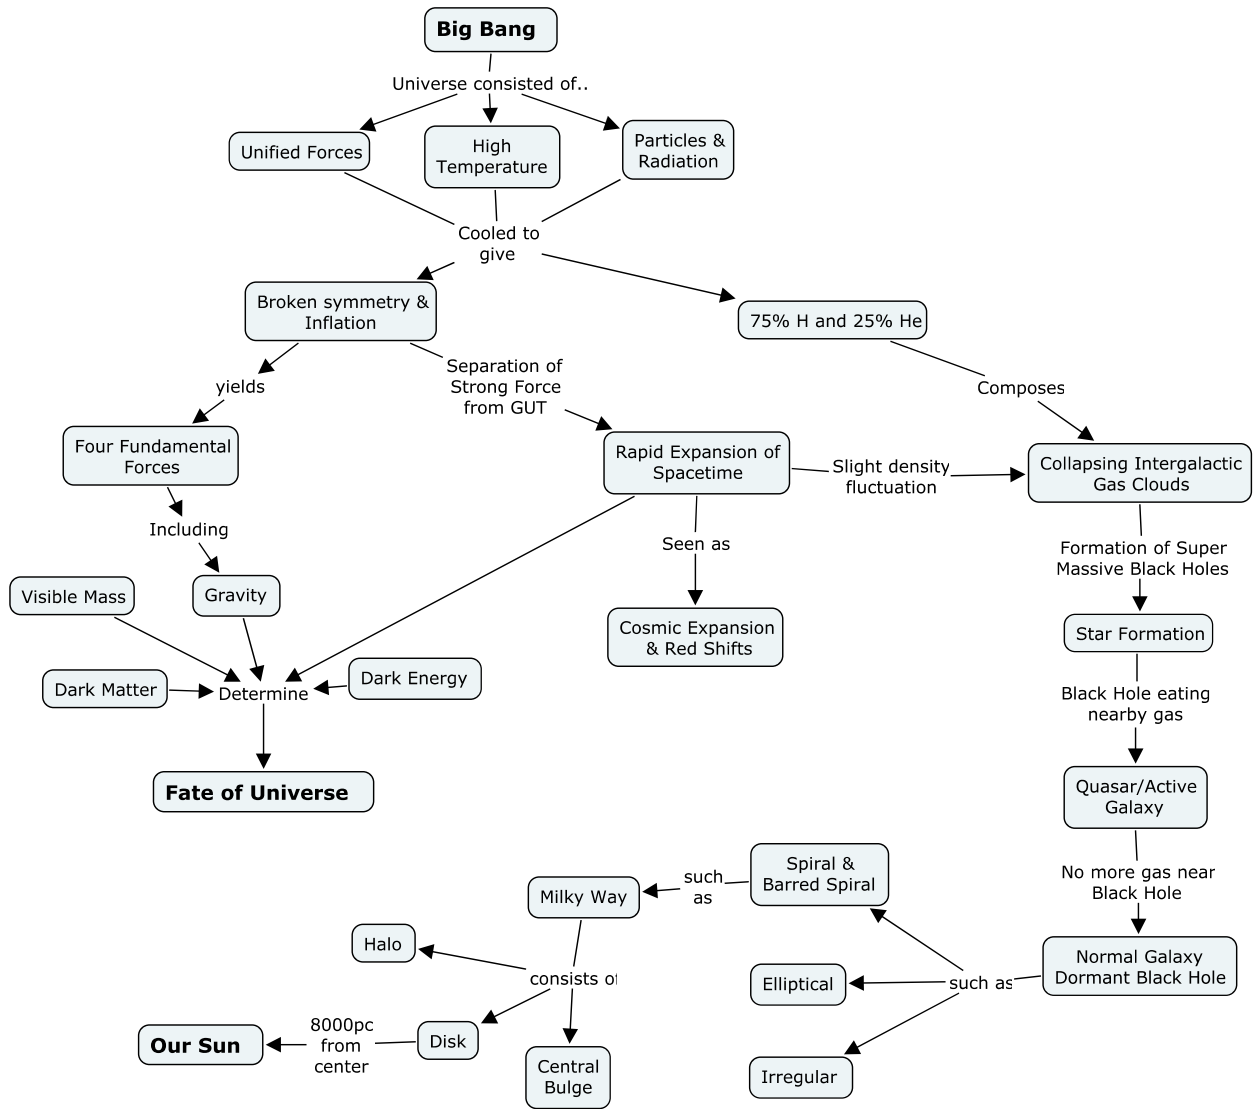 Big Bang
Universe consisted of..
Unified Forces
High
Temperature
Particles &
Radiation
Cooled to
give
Broken symmetry &
Inflation
75% H and 25% He
yields
Separation of
Strong Force
from GUT
Composes
Four Fundamental
Forces
Rapid Expansion of
Spacetime
Slight density
fluctuation
Collapsing Intergalactic
Gas Clouds
Including
Seen as
Formation of Super
Massive Black Holes
Visible Mass
Gravity
Cosmic Expansion
& Red Shifts
Star Formation
Dark Matter
Determine
Dark Energy
Black Hole eating
nearby gas
Fate of Universe
Quasar/Active
Galaxy
No more gas near
Black Hole
Spiral &
Barred Spiral
such
as
Milky Way
Halo
consists of
Elliptical
such as
Normal Galaxy
Dormant Black Hole
Our Sun
8000pc
from
center
Disk
Central
Bulge
Irregular